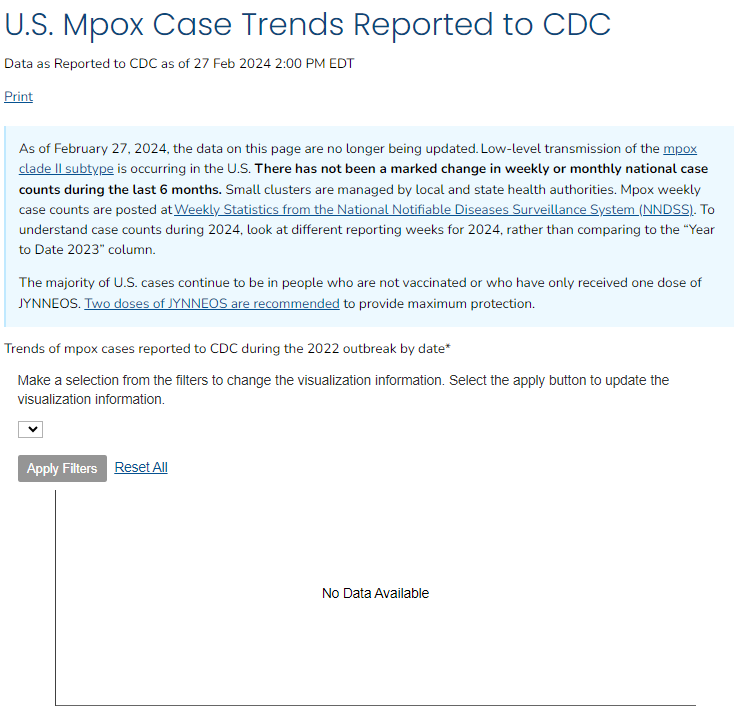 U.S. Mpox Case Trends Reported to CDC
Data as Reported to CDC as of 27 Feb 2024 2:00 PM EDT
Print
As of February 27, 2024, the data on this page are no longer being updated. Low-level transmission of the mpox
clade II subtype is occurring in the U.S. There has not been a marked change in weekly or monthly national case
counts during the last 6 months. Small clusters are managed by local and state health authorities. Mpox weekly
case counts are posted at Weekly Statistics from the National Notifiable Diseases Surveillance System (NNDSS). To
understand case counts during 2024, look at different reporting weeks for 2024, rather than comparing to the “Year
to Date 2023” column.
The majority of U.S. cases continue to be in people who are not vaccinated or who have only received one dose of
JYNNEOS. Two doses of JYNNEOS are recommended to provide maximum protection.
Trends of mpox cases reported to CDC during the 2022 outbreak by date*
Make a selection from the filters to change the visualization information. Select the apply button to update the
visualization information.
Apply Filters Reset All
No Data Available